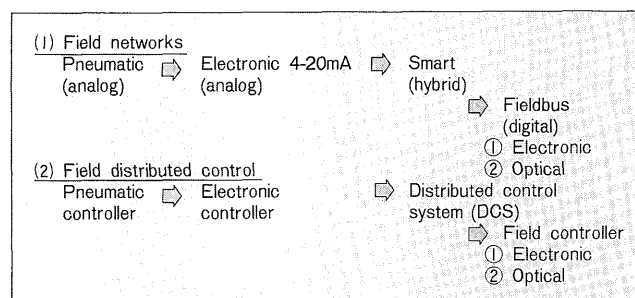 (1) Field networks
Pneumatic ⇨ Electronic 4-20mA ⇨ Smart
(analog) (analog) (hybrid)
⇨ Fieldbus
(digital)
① Electronic
② Optical
(2) Field distributed control
Pneumatic ⇨ Electronic ⇨ Distributed control
controller controller system (DCS)
⇨ Field controller
① Electronic
② Optical